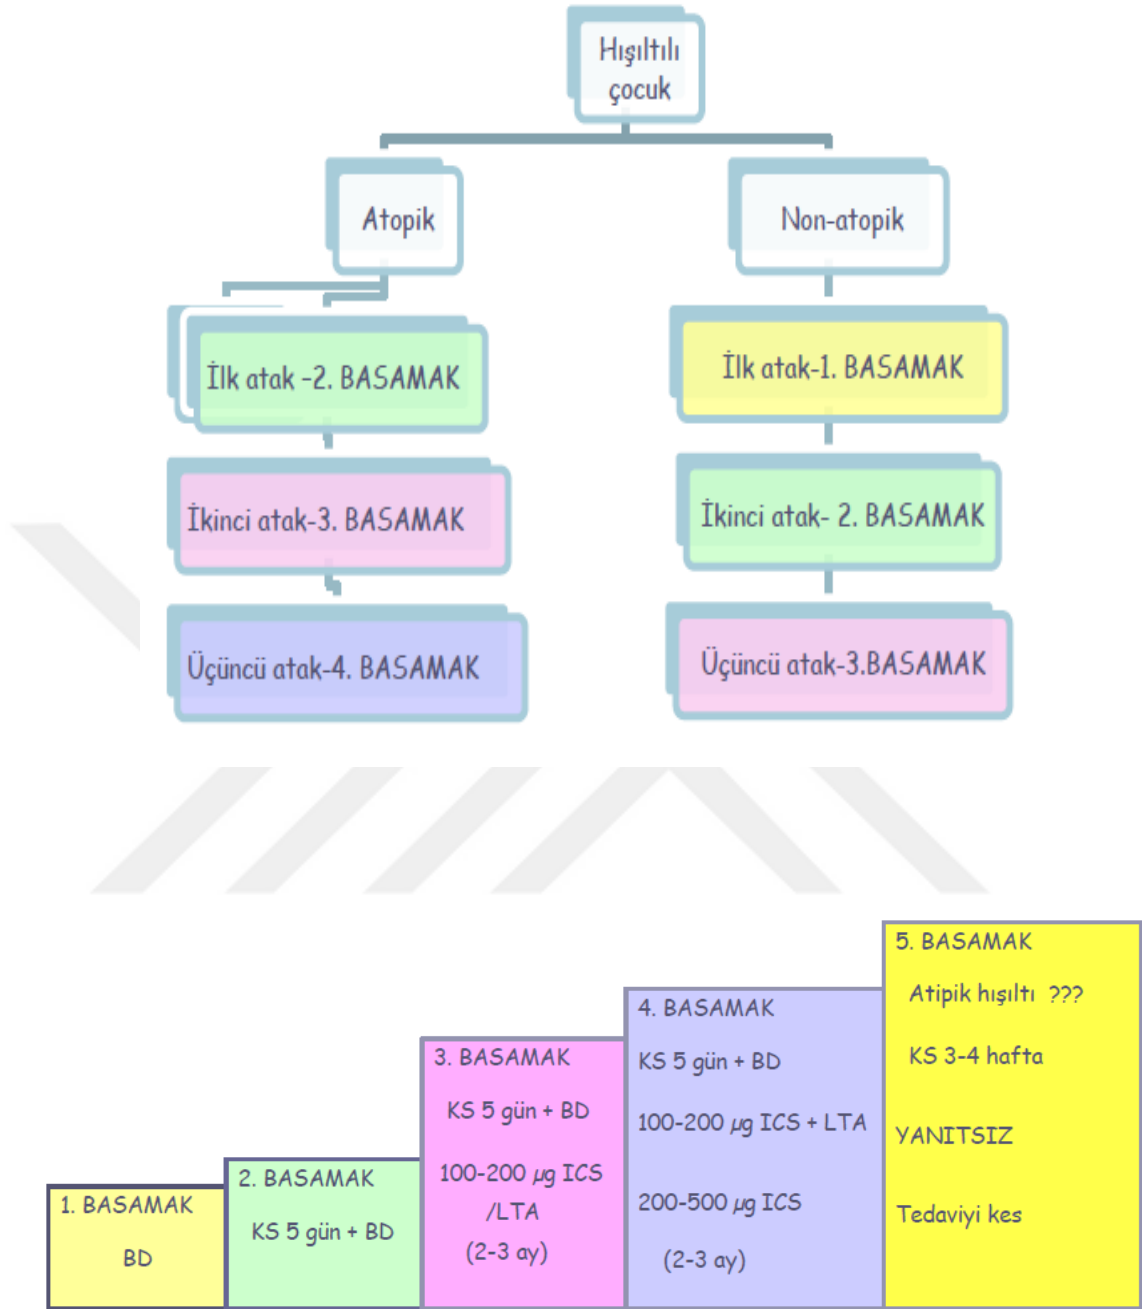 Hışıltılı
çocuk
Atopik
Non-atopik
İlk atak -2. BASAMAK
İlk atak-1. BASAMAK
İkinci atak-3. BASAMAK
İkinci atak- 2. BASAMAK
Üçüncü atak-4. BASAMAK
Üçüncü atak-3.BASAMAK
1. BASAMAK
BD
2. BASAMAK
KS 5 gün + BD
3. BASAMAK
KS 5 gün + BD
100-200 µg ICS
/LTA
(2-3 ay)
4. BASAMAK
KS 5 gün + BD
100-200 µg ICS + LTA
200-500 µg ICS
(2-3 ay)
5. BASAMAK
Atipik hışıltı ???
KS 3-4 hafta
YANITSIZ
Tedaviyi kes